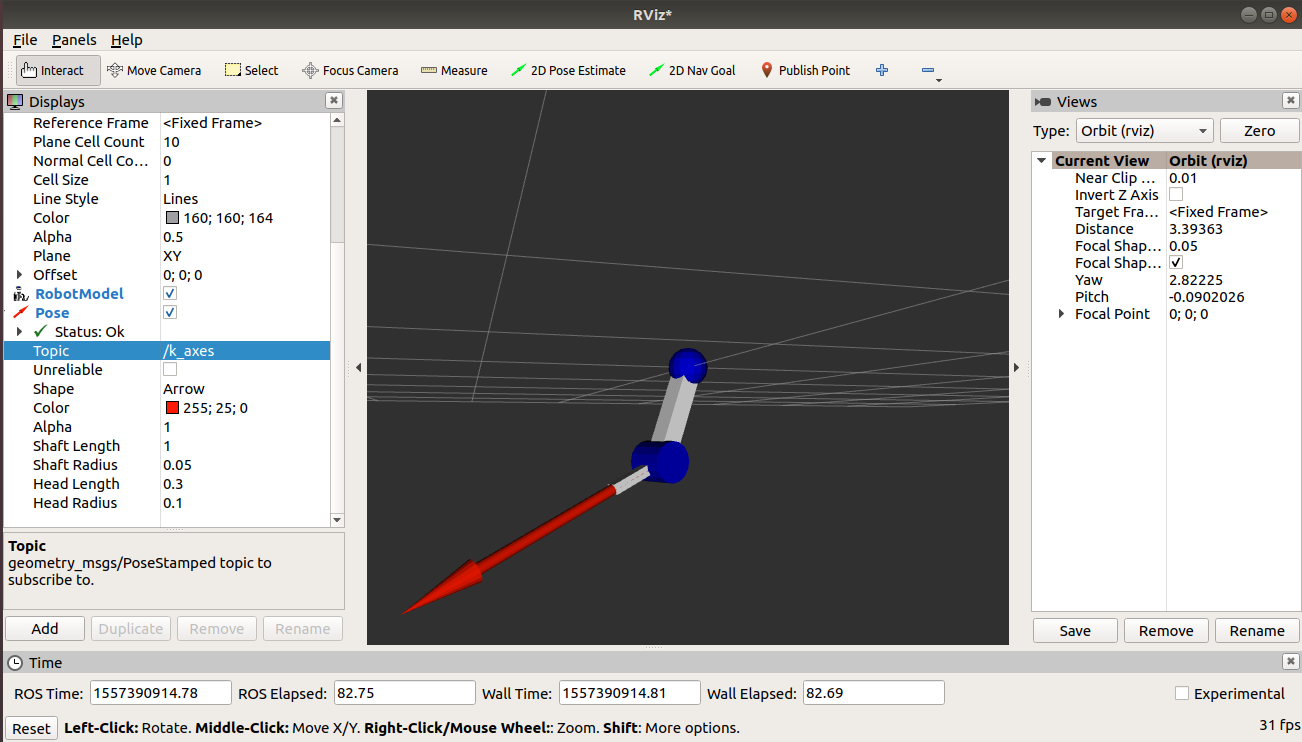 RViz*
File Panels Help
Interact Move Camera Select Focus Camera Measure 2D Pose Estimate 2D Nav Goal Publish Point
Displays
Reference Frame <Fixed Frame>
Plane Cell Count 10
Normal Cell Co... 0
Cell Size 1
Line Style Lines
Color 160; 160; 164
Alpha 0.5
Plane XY
Offset 0; 0; 0
RobotModel
Pose
Status: Ok
Topic /k_axes
Unreliable
Shape Arrow
Color 255; 25; 0
Alpha 1
Shaft Length 1
Shaft Radius 0.05
Head Length 0.3
Head Radius 0.1
Topic
geometry_msgs/PoseStamped topic to
subscribe to.
Add Duplicate Remove Rename
Views
Type: Orbit (rviz) Zero
Current View Orbit (rviz)
Near Clip ... 0.01
Invert Z Axis
Target Fra... <Fixed Frame>
Distance 3.39363
Focal Shap... 0.05
Focal Shap...
Yaw 2.82225
Pitch -0.0902026
Focal Point 0; 0; 0
Save Remove Rename
Time
ROS Time: 1557390914.78 ROS Elapsed: 82.75 Wall Time: 1557390914.81 Wall Elapsed: 82.69 Experimental
Reset Left-Click: Rotate. Middle-Click: Move X/Y. Right-Click/Mouse Wheel:: Zoom. Shift: More options. 31 fps